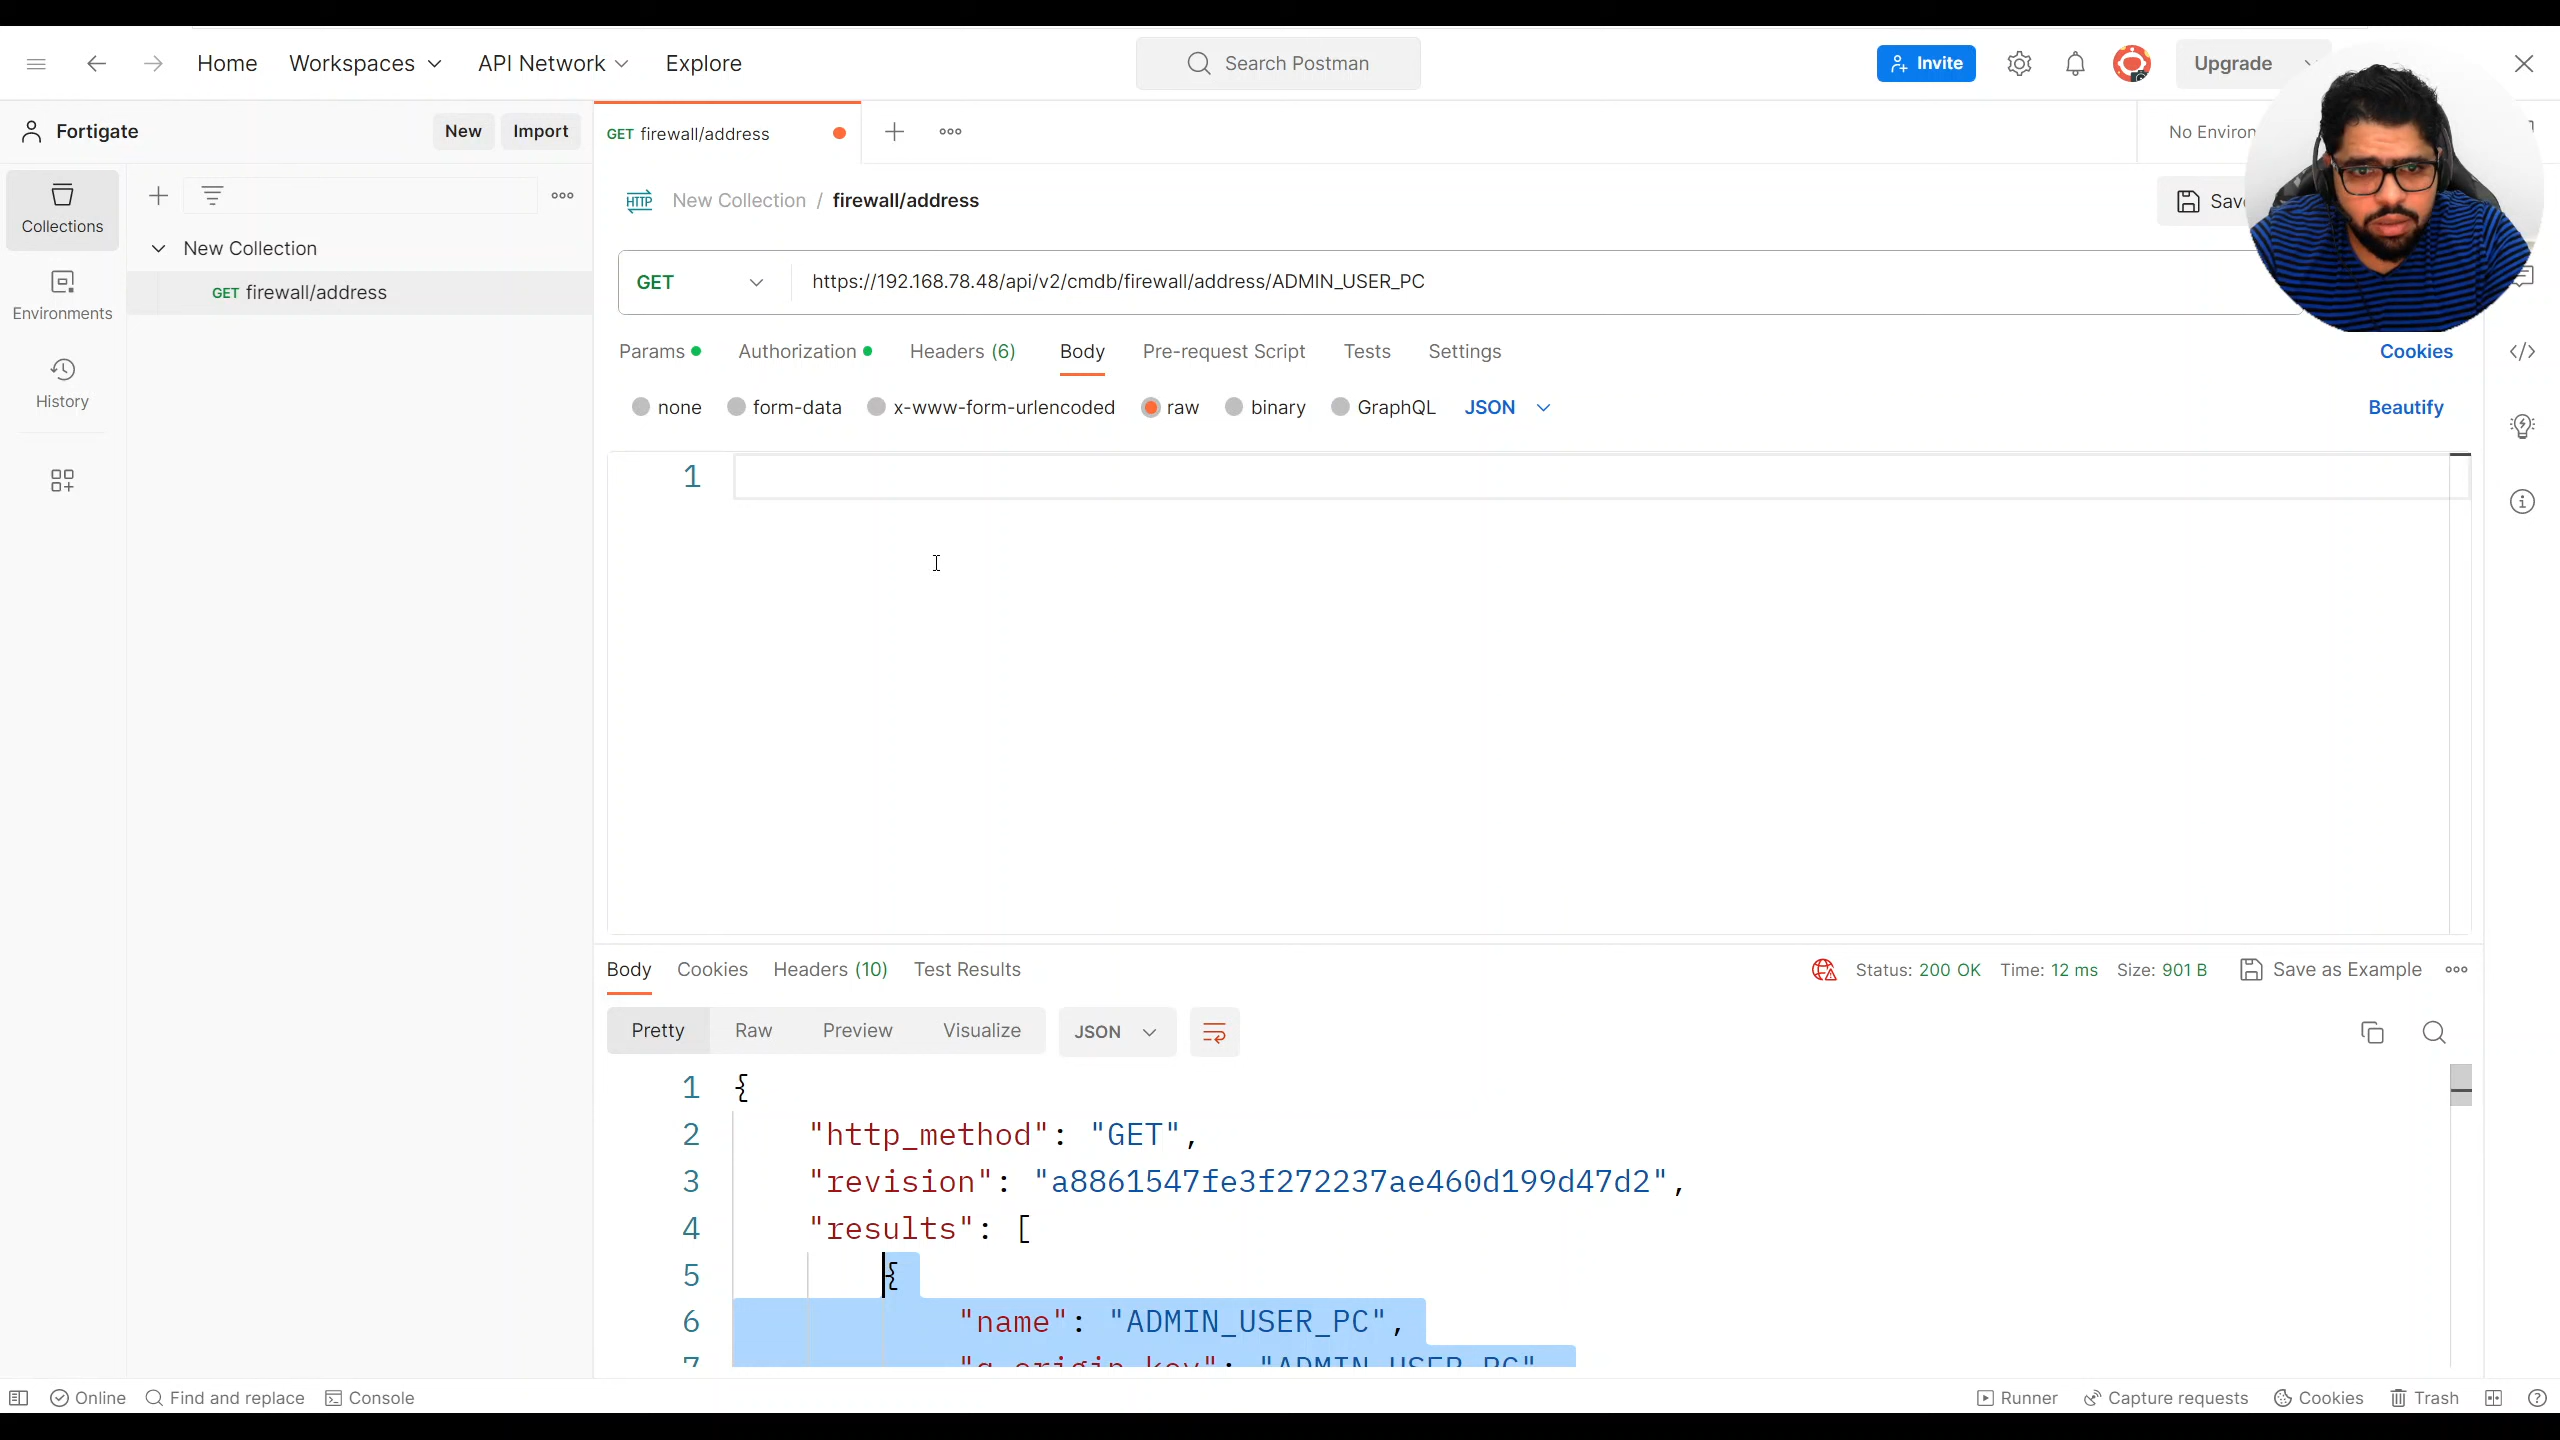 Home Workspaces API Network Explore Search Postman Invite Upgrade
Fortigate New Import GET firewall/address No Environ
Collections
New Collection
GET firewall/address
Environments
History
HTTP New Collection / firewall/address Save
GET https://192.168.78.48/api/v2/cmdb/firewall/address/ADMIN_USER_PC
Params Authorization Headers (6) Body Pre-request Script Tests Settings Cookies
none form-data x-www-form-urlencoded raw binary GraphQL JSON Beautify
1
Body Cookies Headers (10) Test Results Status: 200 OK Time: 12 ms Size: 901 B Save as Example
Pretty Raw Preview Visualize JSON
1 {
2 "http_method": "GET",
3 "revision": "a8861547fe3f272237ae460d199d47d2",
4 "results": [
5 {
6 "name": "ADMIN_USER_PC",
7 "q_origin_key": "ADMIN_USER_PC"
Online Find and replace Console Runner Capture requests Cookies Trash